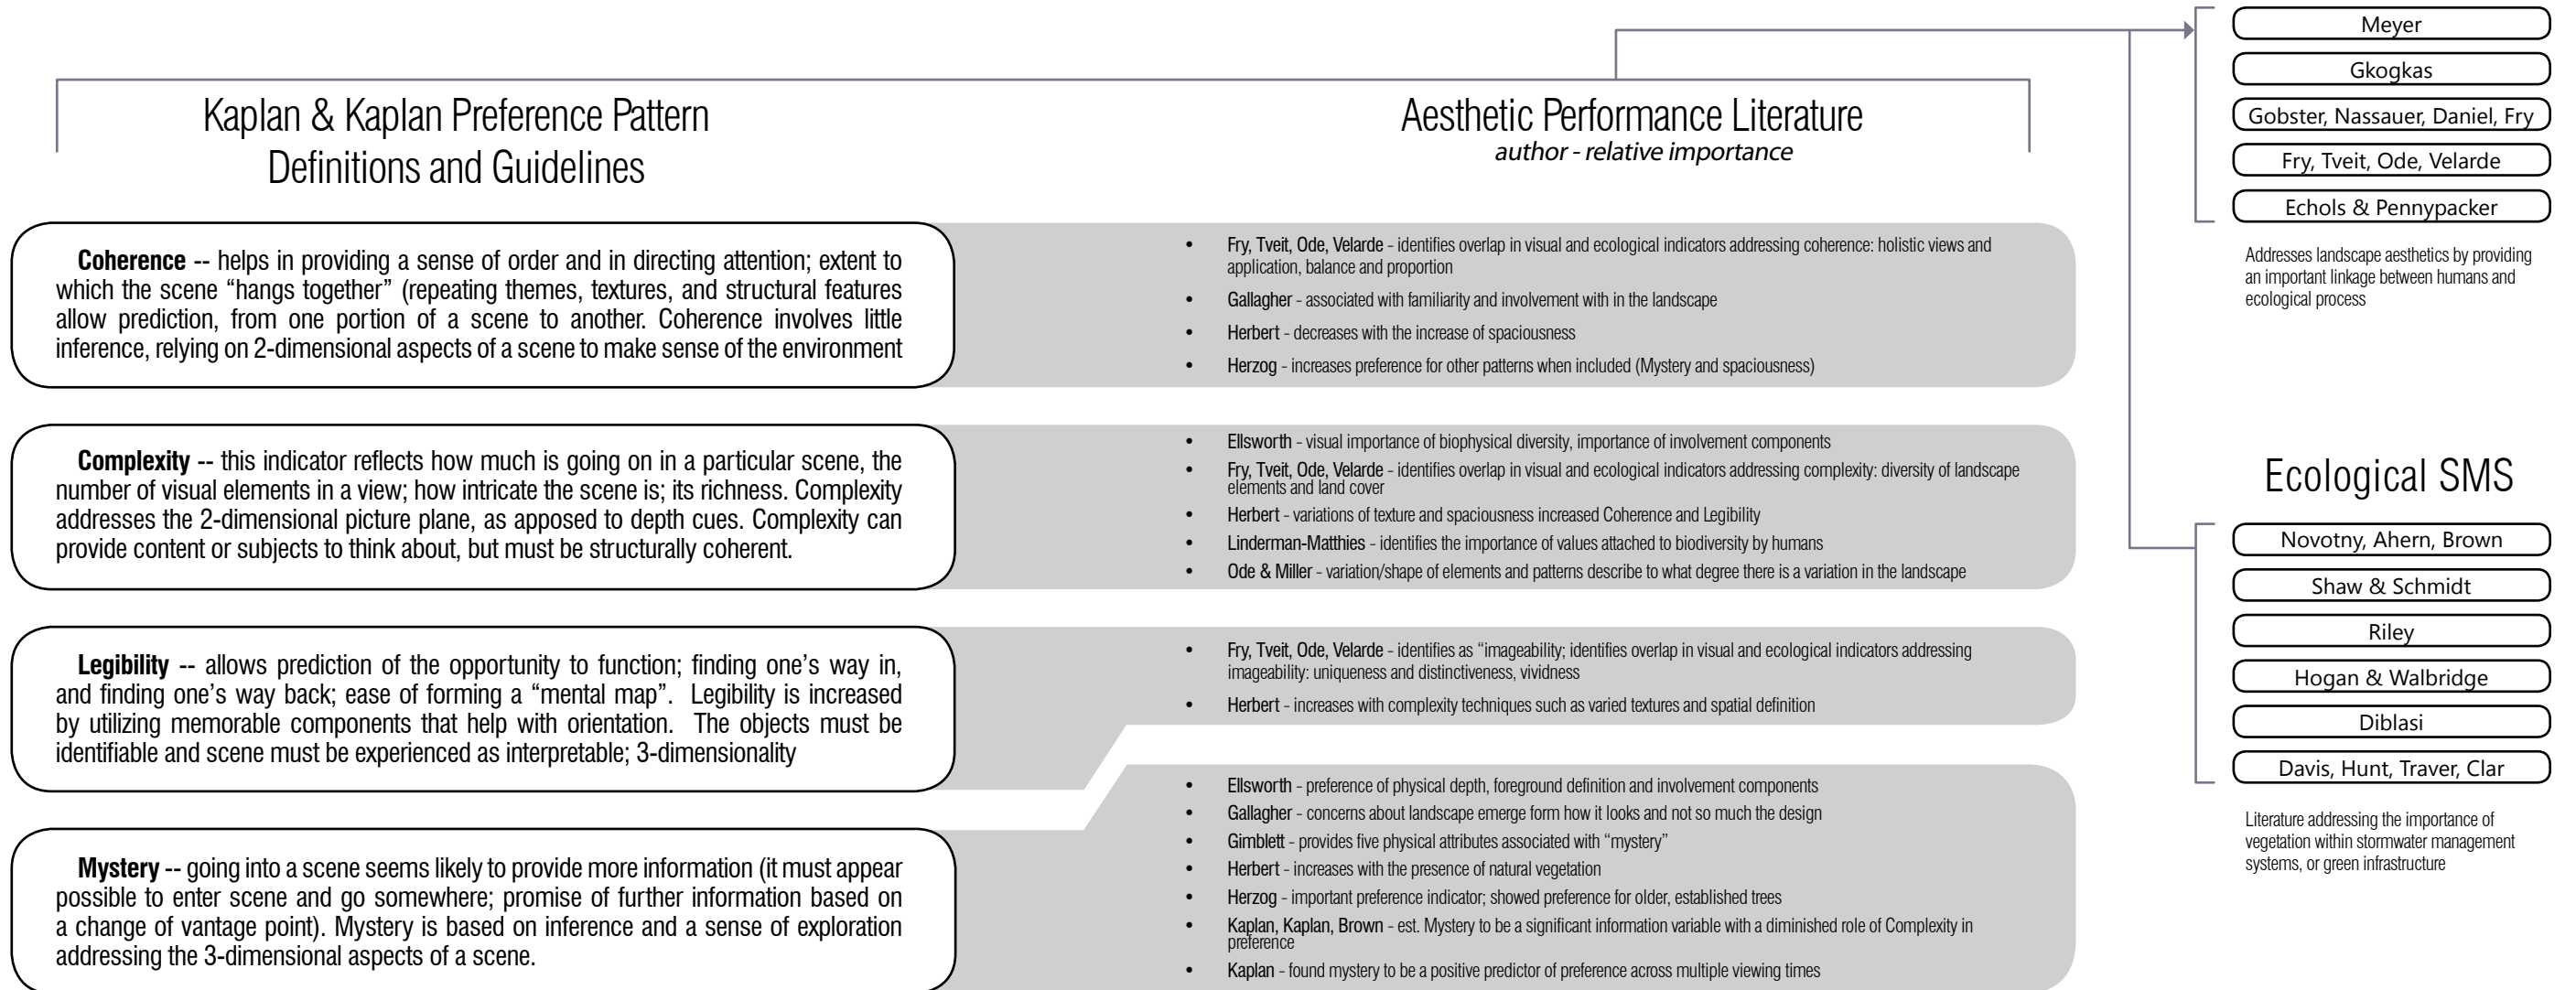 Kaplan & Kaplan Preference Pattern
Definitions and Guidelines
Aesthetic Performance Literature
author - relative importance
Coherence -- helps in providing a sense of order and in directing attention; extent to
which the scene “hangs together” (repeating themes, textures, and structural features
allow prediction, from one portion of a scene to another. Coherence involves little
inference, relying on 2-dimensional aspects of a scene to make sense of the environment
• Fry, Tveit, Ode, Velarde - identifies overlap in visual and ecological indicators addressing coherence: holistic views and
application, balance and proportion
• Gallagher - associated with familiarity and involvement with in the landscape
• Herbert - decreases with the increase of spaciousness
• Herzog - increases preference for other patterns when included (Mystery and spaciousness)
Complexity -- this indicator reflects how much is going on in a particular scene, the
number of visual elements in a view; how intricate the scene is; its richness. Complexity
addresses the 2-dimensional picture plane, as apposed to depth cues. Complexity can
provide content or subjects to think about, but must be structurally coherent.
• Ellsworth - visual importance of biophysical diversity, importance of involvement components
• Fry, Tveit, Ode, Velarde - identifies overlap in visual and ecological indicators addressing complexity: diversity of landscape
elements and land cover
• Herbert - variations of texture and spaciousness increased Coherence and Legibility
• Linderman-Matthies - identifies the importance of values attached to biodiversity by humans
• Ode & Miller - variation/shape of elements and patterns describe to what degree there is a variation in the landscape
Legibility -- allows prediction of the opportunity to function; finding one’s way in,
and finding one’s way back; ease of forming a “mental map”. Legibility is increased
by utilizing memorable components that help with orientation. The objects must be
identifiable and scene must be experienced as interpretable; 3-dimensionality
• Fry, Tveit, Ode, Velarde - identifies as “imageability; identifies overlap in visual and ecological indicators addressing
imageability: uniqueness and distinctiveness, vividness
• Herbert - increases with complexity techniques such as varied textures and spatial definition
Mystery -- going into a scene seems likely to provide more information (it must appear
possible to enter scene and go somewhere; promise of further information based on
a change of vantage point). Mystery is based on inference and a sense of exploration
addressing the 3-dimensional aspects of a scene.
• Ellsworth - preference of physical depth, foreground definition and involvement components
• Gallagher - concerns about landscape emerge form how it looks and not so much the design
• Gimblett - provides five physical attributes associated with “mystery”
• Herbert - increases with the presence of natural vegetation
• Herzog - important preference indicator; showed preference for older, established trees
• Kaplan, Kaplan, Brown - est. Mystery to be a significant information variable with a diminished role of Complexity in
preference
• Kaplan - found mystery to be a positive predictor of preference across multiple viewing times
Meyer
Gkogkas
Gobster, Nassauer, Daniel, Fry
Fry, Tveit, Ode, Velarde
Echols & Pennypacker
Addresses landscape aesthetics by providing
an important linkage between humans and
ecological process
Ecological SMS
Novotny, Ahern, Brown
Shaw & Schmidt
Riley
Hogan & Walbridge
Diblasi
Davis, Hunt, Traver, Clar
Literature addressing the importance of
vegetation within stormwater management
systems, or green infrastructure